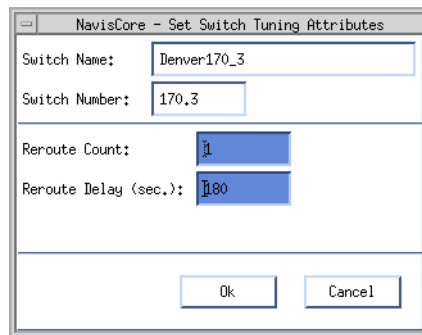 NavisCore - Set Switch Tuning Attributes
Switch Name: Denver170_3
Switch Number: 170.3
Reroute Count: 1
Reroute Delay (sec.): 180
Ok Cancel